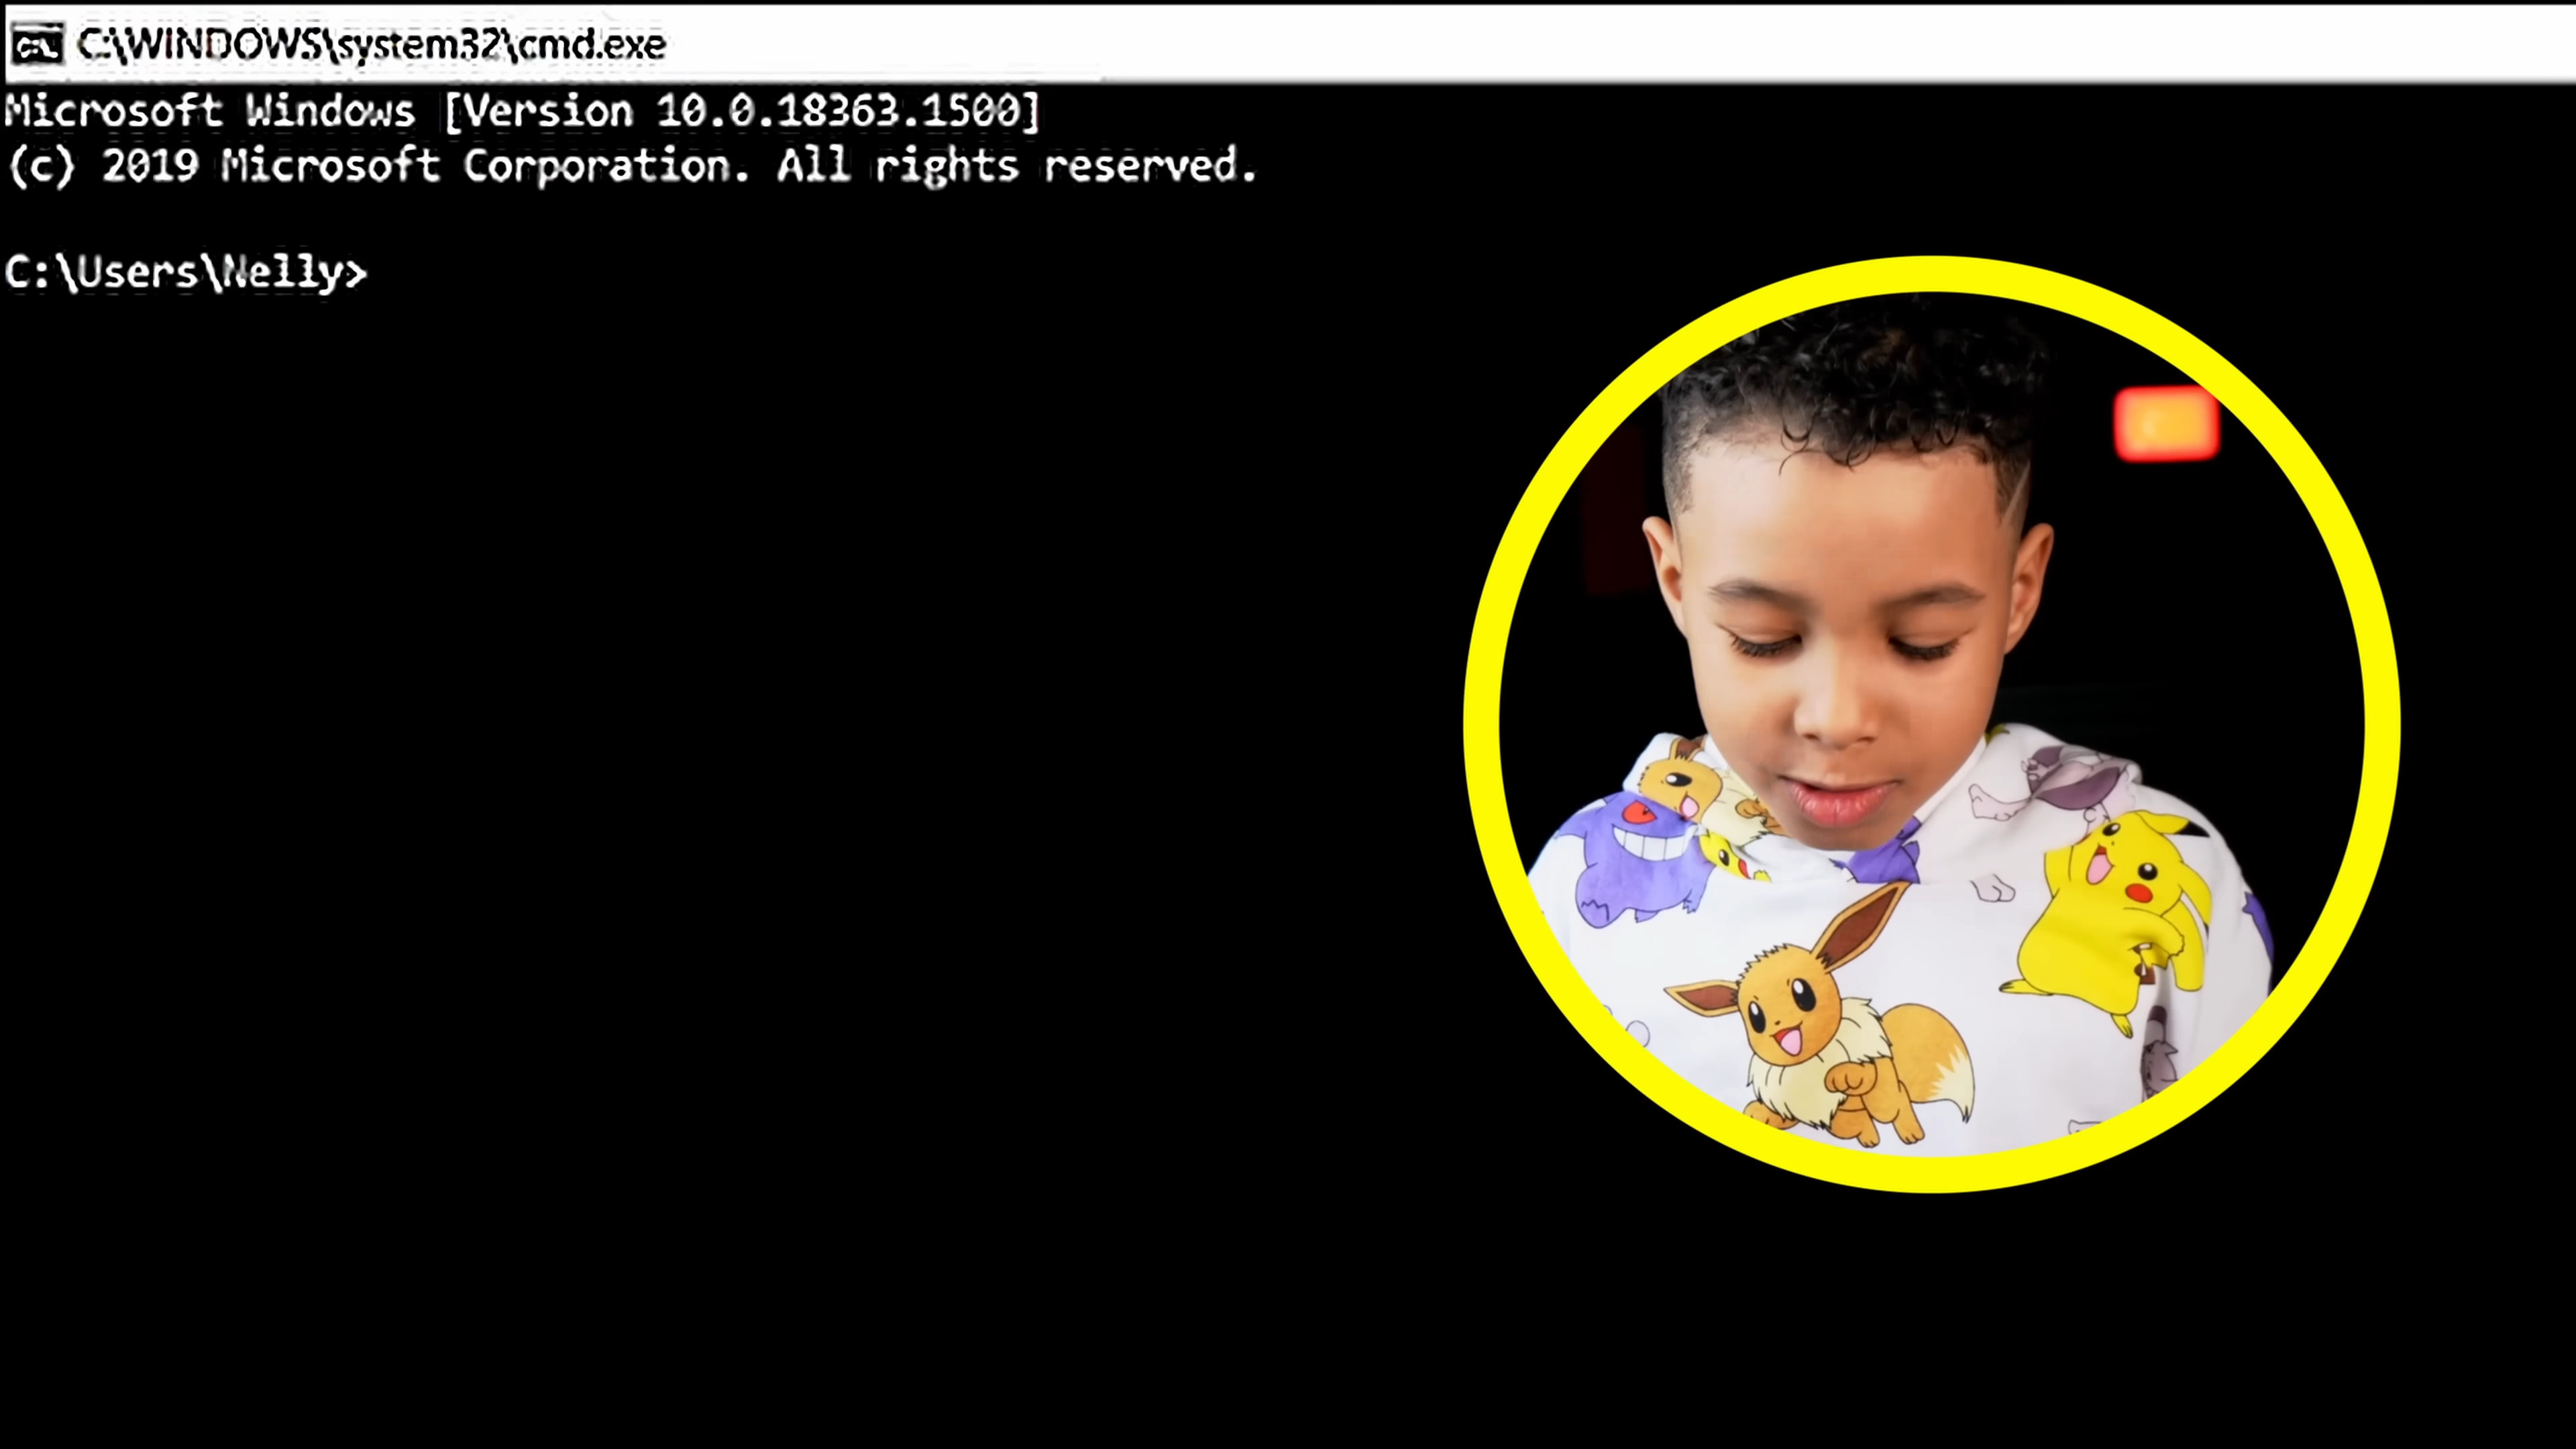 C:\WINDOWS\system32\cmd.exe
Microsoft Windows [Version 10.0.18363.1500]
(c) 2019 Microsoft Corporation. All rights reserved.
C:\Users\Nelly>